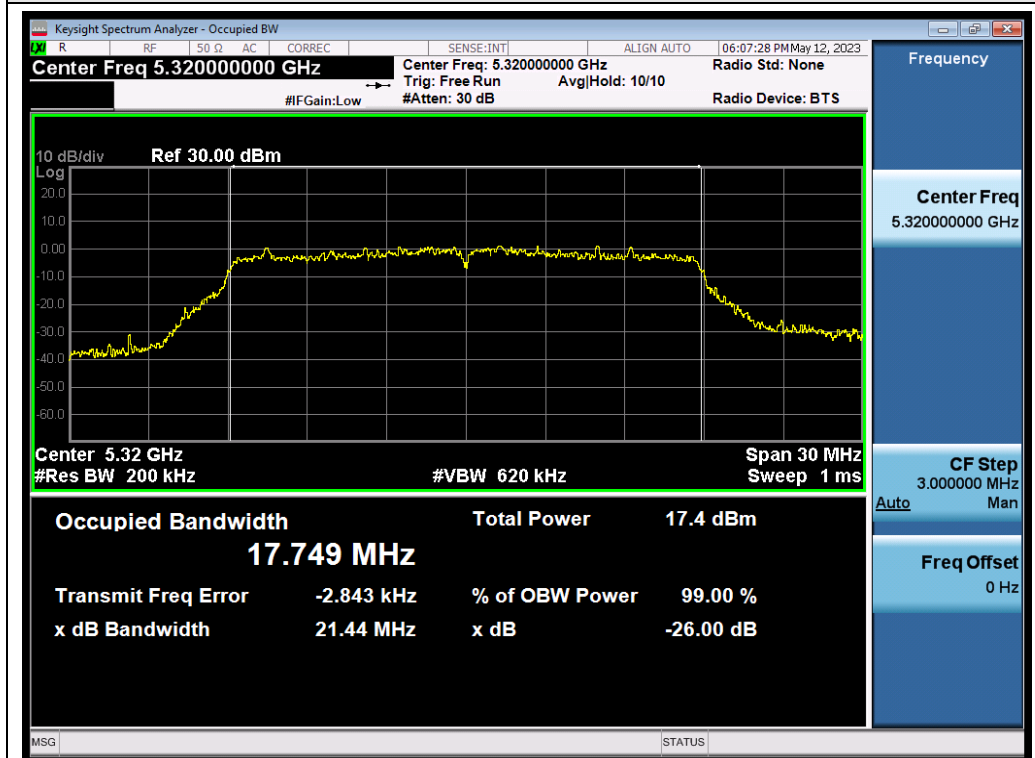 Keysight Spectrum Analyzer - Occupied BW
LXI R RF 50 Ω AC CORREC SENSE:INT ALIGN AUTO 06:07:28 PM May 12, 2023
Center Freq 5.320000000 GHz
Center Freq: 5.320000000 GHz Radio Std: None
Trig: Free Run Avg|Hold: 10/10
#IFGain:Low #Atten: 30 dB Radio Device: BTS
10 dB/div Ref 30.00 dBm
Log
20.0
10.0
0.00
-10.0
-20.0
-30.0
-40.0
-50.0
-60.0
Center 5.32 GHz Span 30 MHz
#Res BW 200 kHz #VBW 620 kHz Sweep 1 ms
Occupied Bandwidth Total Power 17.4 dBm
17.749 MHz
Transmit Freq Error -2.843 kHz % of OBW Power 99.00 %
x dB Bandwidth 21.44 MHz x dB -26.00 dB
Frequency
Center Freq
5.320000000 GHz
CF Step
3.000000 MHz
Auto Man
Freq Offset
0 Hz
MSG STATUS